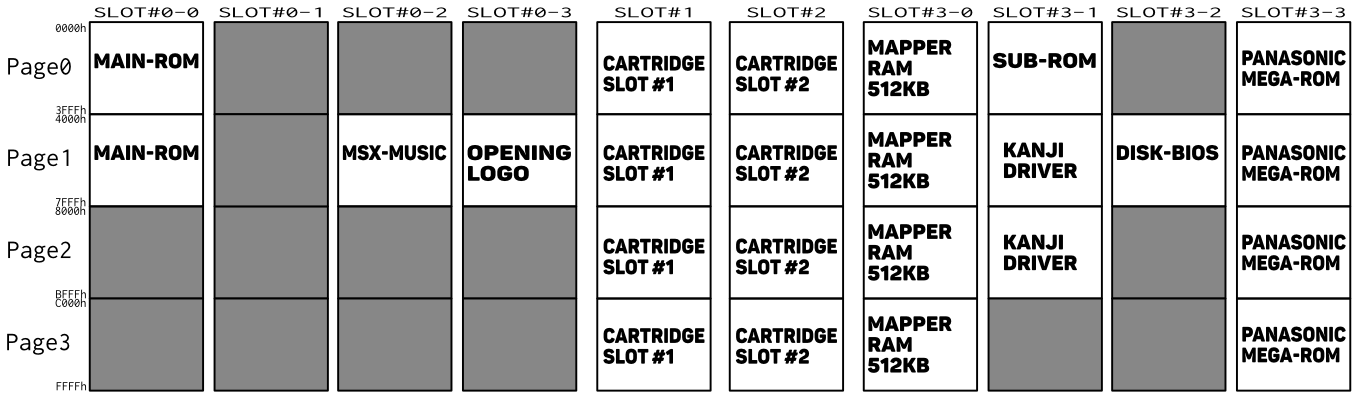 SLOT#0-0 SLOT#0-1 SLOT#0-2 SLOT#0-3 SLOT#1 SLOT#2 SLOT#3-0 SLOT#3-1 SLOT#3-2 SLOT#3-3
0000h
Page0
3FFFh
MAIN-ROM
CARTRIDGE
SLOT #1
CARTRIDGE
SLOT #2
MAPPER
RAM
512KB
SUB-ROM
PANASONIC
MEGA-ROM
4000h
Page1
7FFFh
MAIN-ROM
MSX-MUSIC
OPENING
LOGO
CARTRIDGE
SLOT #1
CARTRIDGE
SLOT #2
MAPPER
RAM
512KB
KANJI
DRIVER
DISK-BIOS
PANASONIC
MEGA-ROM
8000h
Page2
BFFFh
CARTRIDGE
SLOT #1
CARTRIDGE
SLOT #2
MAPPER
RAM
512KB
KANJI
DRIVER
PANASONIC
MEGA-ROM
C000h
Page3
FFFFh
CARTRIDGE
SLOT #1
CARTRIDGE
SLOT #2
MAPPER
RAM
512KB
PANASONIC
MEGA-ROM